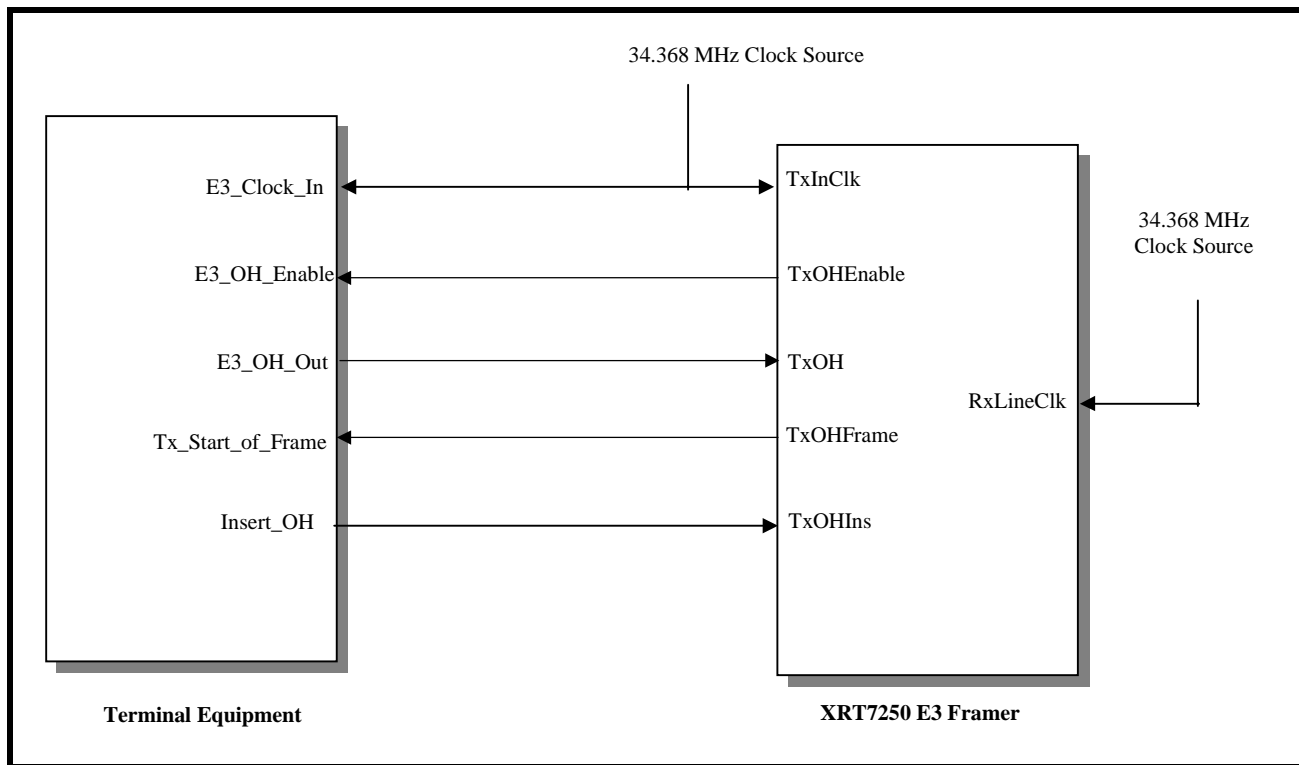 34.368 MHz Clock Source
E3_Clock_In
TxInClk
34.368 MHz
Clock Source
E3_OH_Enable
TxOHEnable
E3_OH_Out
TxOH
RxLineClk
Tx_Start_of_Frame
TxOHFrame
Insert_OH
TxOHIns
Terminal Equipment
XRT7250 E3 Framer